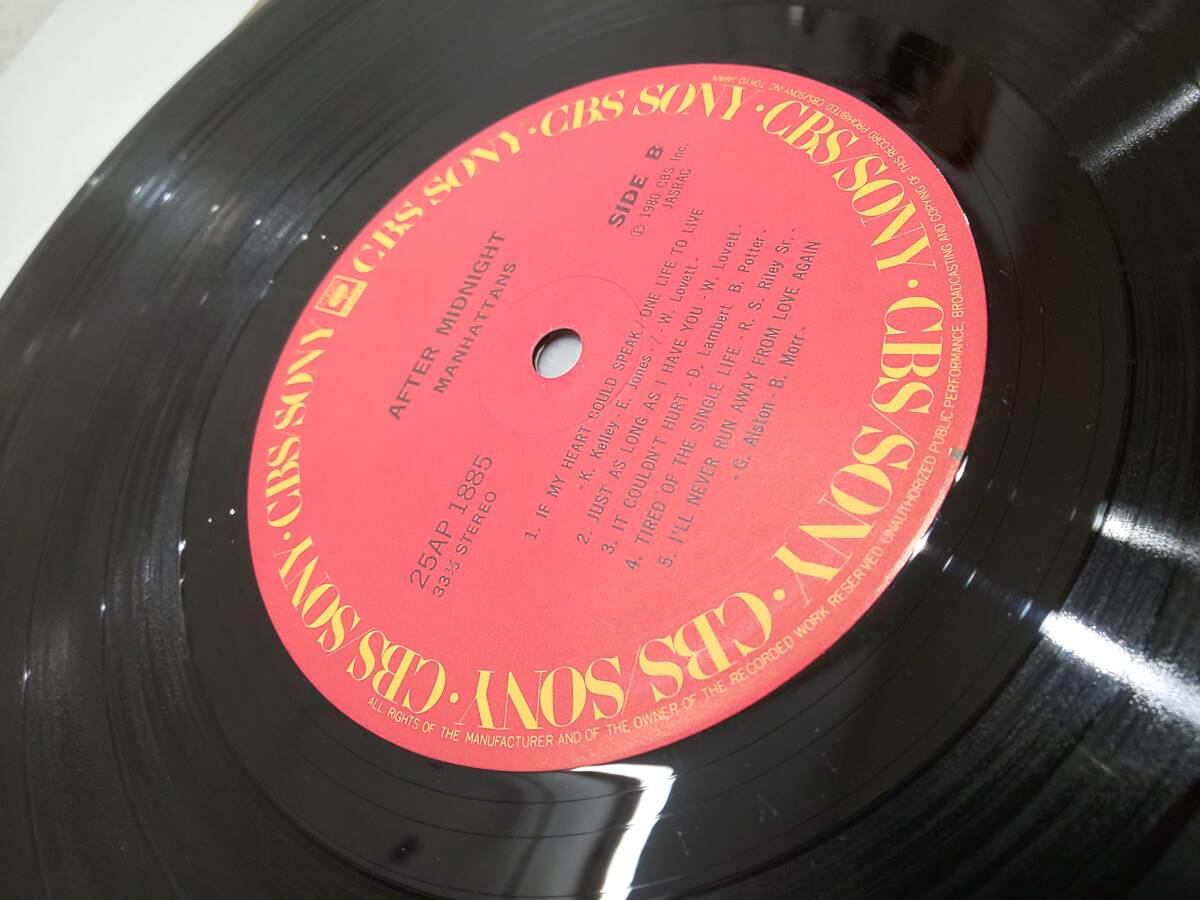 AFTER MIDNIGHT
MANHATTANS
SIDE B
Ⓟ 1980 CBS Inc.
JASRAC
25AP 1885
33⅓ STEREO
1. IF MY HEART COULD SPEAK / ONE LIFE TO LIVE
- K. Kelley - E. Jones - / - W. Lovett -
2. JUST AS LONG AS I HAVE YOU - W. Lovett -
3. IT COULDN'T HURT - D. Lambert B. Potter -
4. TIRED OF THE SINGLE LIFE - R. S. Riley Sr. -
5. I'LL NEVER RUN AWAY FROM LOVE AGAIN
- G. Alston - B. Morr -
CBS SONY · CBS SONY · CBS/SONY · CBS/SONY · CBS/SONY · CBS/SONY · CBS/SONY
ALL RIGHTS OF THE MANUFACTURER AND OF THE OWNER OF THE RECORDED WORK RESERVED UNAUTHORIZED PUBLIC PERFORMANCE, BROADCASTING AND COPYING OF THIS RECORD PROHIBITED CBS/SONY INC. TOKYO JAPAN